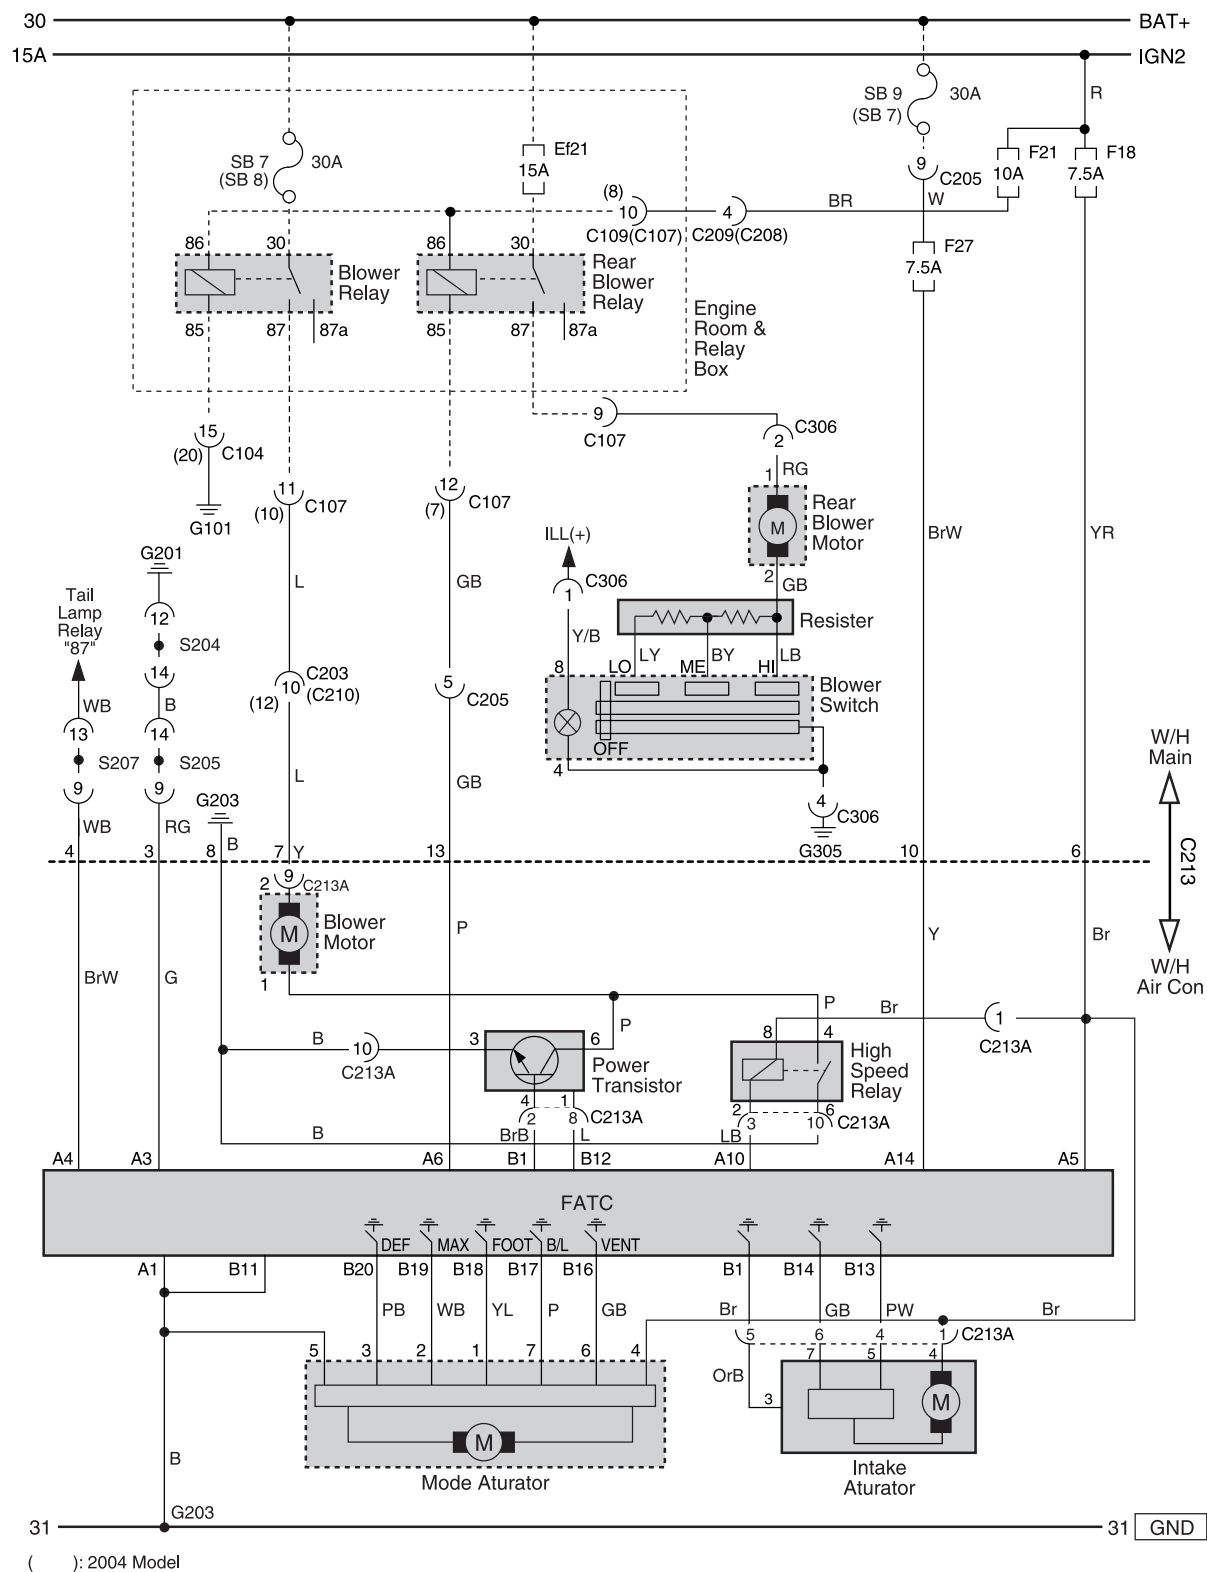 30 BAT+
15A IGN2
R
SB 9 30A
(SB 7)
SB 7 30A
(SB 8)
Ef21
15A
F21 F18
10A 7.5A
9
C205
(8)
10 4 BR W
C109(C107) C209(C208)
F27
7.5A
86 30 86 30
Blower
Relay
Rear
Blower
Relay
85 87 87a 85 87 87a
Engine
Room &
Relay
Box
9
C107
C306
2
15
(20) C104
G101
11
(10) C107
12
(7) C107
1 RG
Rear
Blower
Motor
M
2 GB
BrW YR
ILL(+)
C306
1
Y/B
G201
12
S204
14
B
14
S205
9
RG
Tail
Lamp
Relay
"87"
WB
13
S207
9
WB
L GB
C203
(C210)
10
(12)
5
C205
L GB
Resister
LY BY LB
8 LO ME HI
Blower
Switch
OFF
4
4
C306
G305
G203
B
W/H
Main
C213
W/H
Air Con
4 3 8 7 Y 13 10 6
2 9 C213A
M
Blower
Motor
1
P Y Br
BrW G
P
Br 1
C213A
B 10
C213A
3 6 P
Power
Transistor
4 1
2 8 C213A
BrB L
8 4
High
Speed
Relay
2 6
3 10 C213A
LB
B
A4 A3 A6 B1 B12 A10 A14 A5
FATC
DEF MAX FOOT B/L VENT
A1 B11 B20 B19 B18 B17 B16 B1 B14 B13
PB WB YL P GB Br GB PW Br
5 6 4 1 C213A
5 3 2 1 7 6 4
7 5 4
OrB
3
M
M
Mode Aturator
Intake
Aturator
B
G203
31 31 GND
( ): 2004 Model